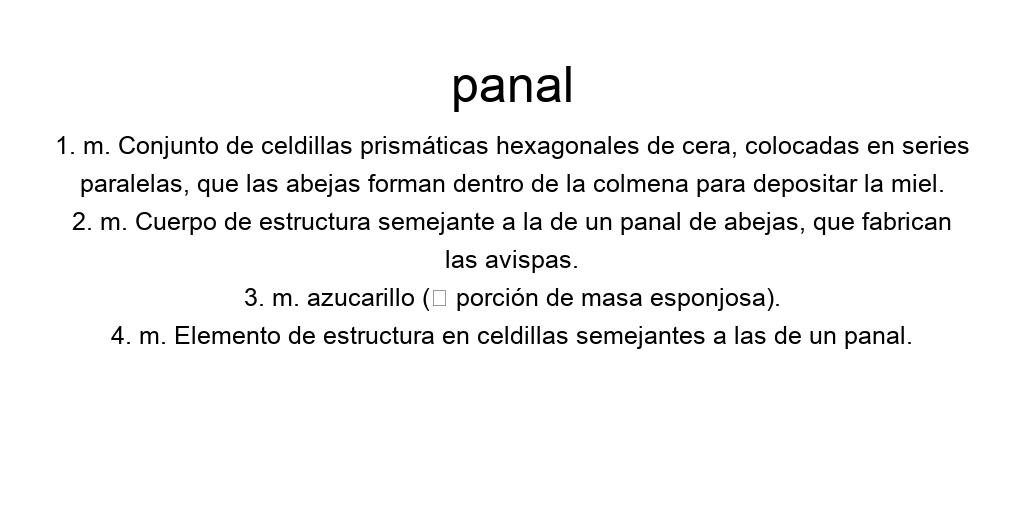 panal
1. m. Conjunto de celdillas prismáticas hexagonales de cera, colocadas en series
paralelas, que las abejas forman dentro de la colmena para depositar la miel.
2. m. Cuerpo de estructura semejante a la de un panal de abejas, que fabrican
las avispas.
3. m. azucarillo (□ porción de masa esponjosa).
4. m. Elemento de estructura en celdillas semejantes a las de un panal.